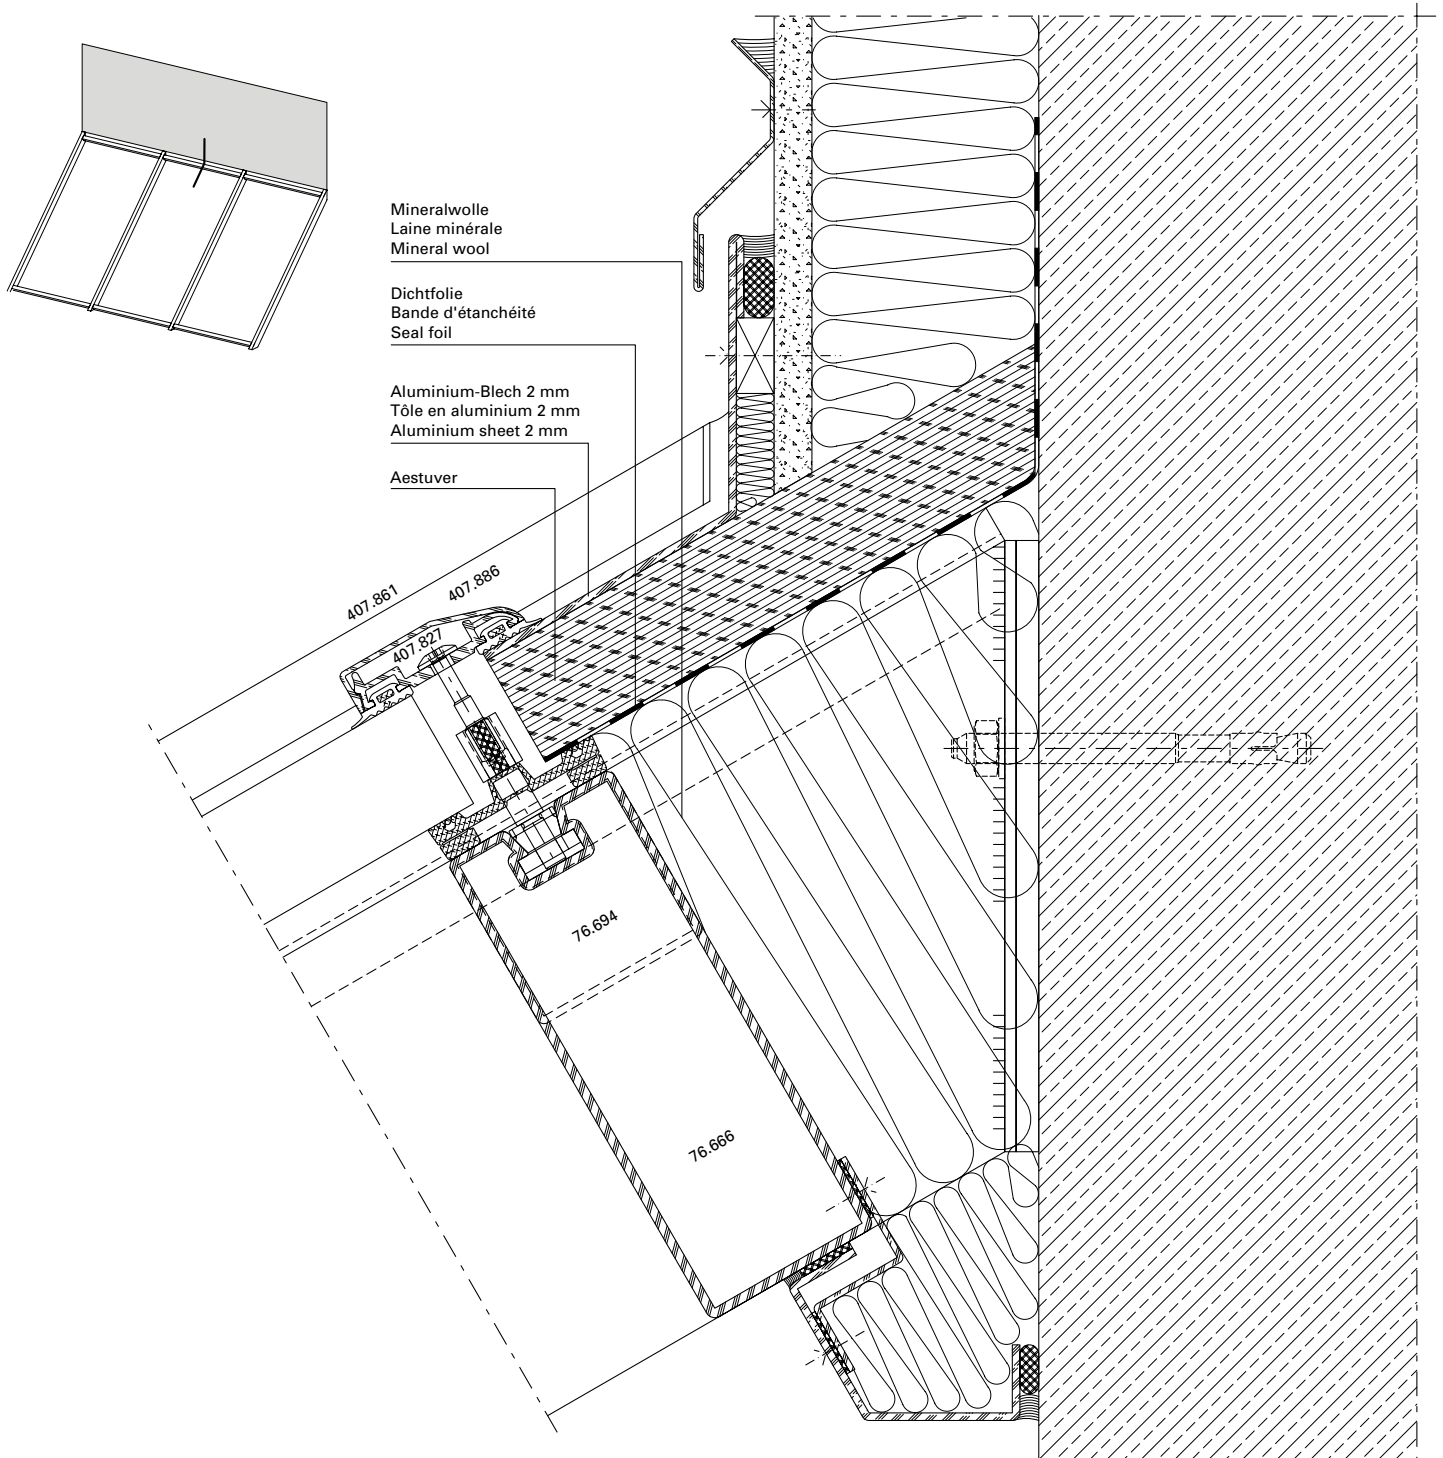 Mineralwolle
Laine minérale
Mineral wool
Dichtfolie
Bande d'étanchéité
Seal foil
Aluminium-Blech 2 mm
Tôle en aluminium 2 mm
Aluminium sheet 2 mm
Aestuver
407.861
407.886
407.827
76.694
76.666